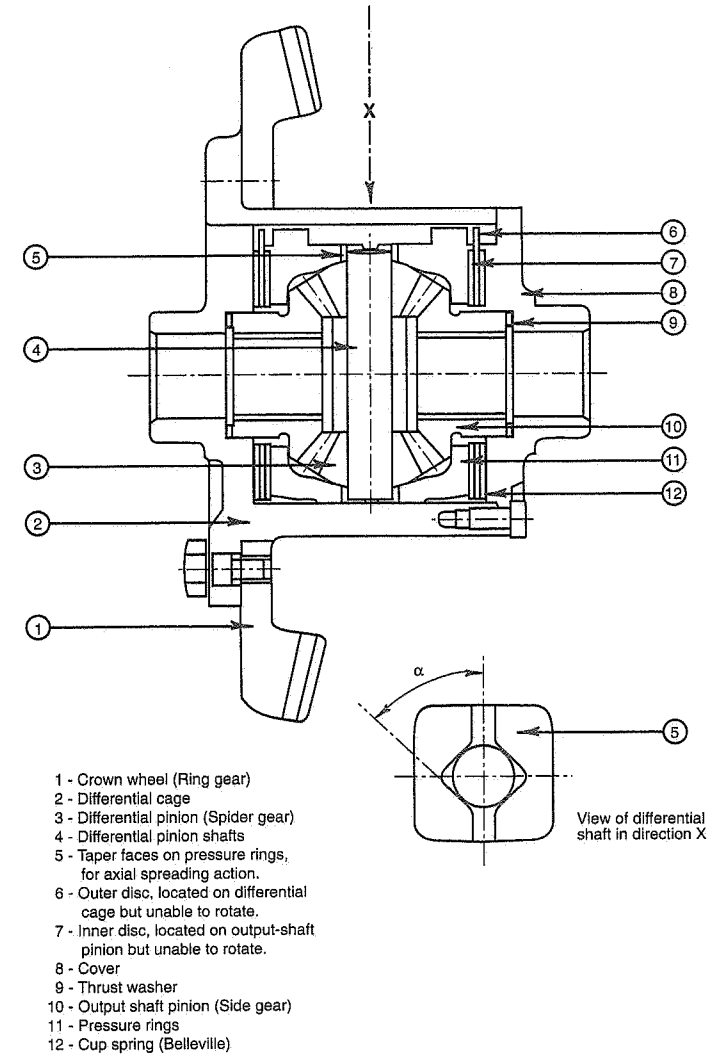 X
6
5
7
8
9
4
10
11
3
12
2
1
α
5
View of differential
shaft in direction X
1 - Crown wheel (Ring gear)
2 - Differential cage
3 - Differential pinion (Spider gear)
4 - Differential pinion shafts
5 - Taper faces on pressure rings,
for axial spreading action.
6 - Outer disc, located on differential
cage but unable to rotate.
7 - Inner disc, located on output-shaft
pinion but unable to rotate.
8 - Cover
9 - Thrust washer
10 - Output shaft pinion (Side gear)
11 - Pressure rings
12 - Cup spring (Belleville)